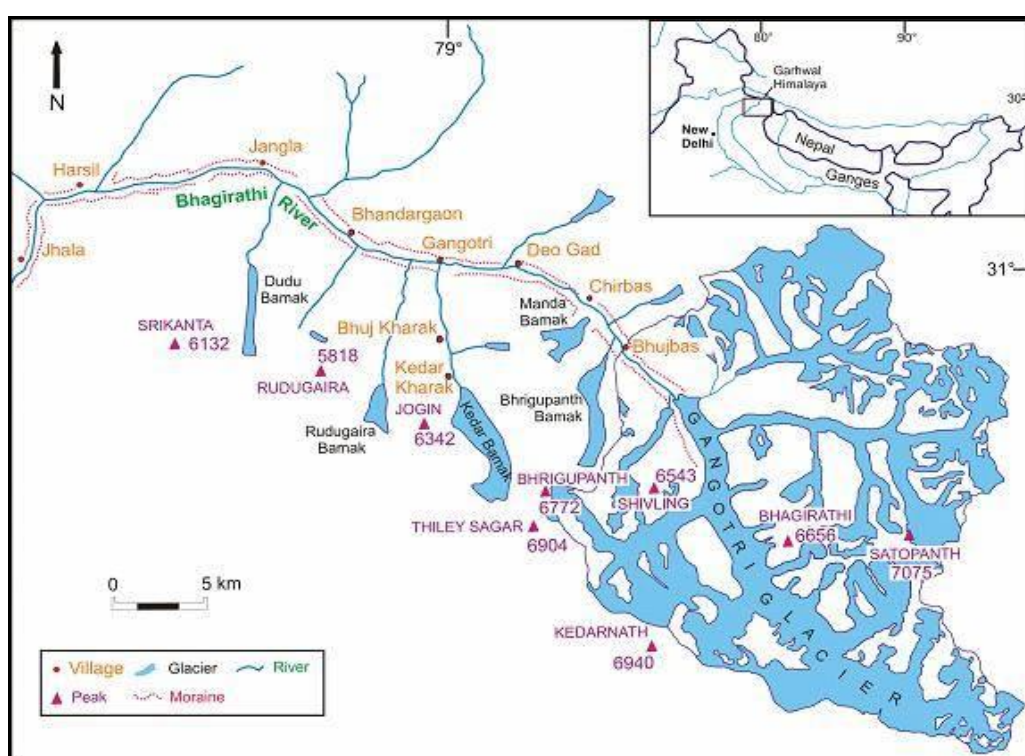 79°
N
80°
90°
Garhwal
Himalaya
30°
New
Delhi
Nepal
Ganges
Harsil
Jangla
Bhagirathi
River
Bhandargaon
Jhala
Gangotri
Deo Gad
31°
Dudu
Bamak
Chirbas
Manda
Bamak
SRIKANTA
6132
Bhuj Kharak
Bhujbas
5818
RUDUGAIRA
Kedar
Kharak
JOGIN
6342
Rudugaira
Bamak
Kedar Bamak
Bhrigupanth
Bamak
GANGOTRI GLACIER
BHRIGUPANTH
6772
6543
SHIVLING
THILEY SAGAR
6904
BHAGIRATHI
6656
SATOPANTH
7075
0 5 km
KEDARNATH
6940
Village Glacier River
Peak Moraine